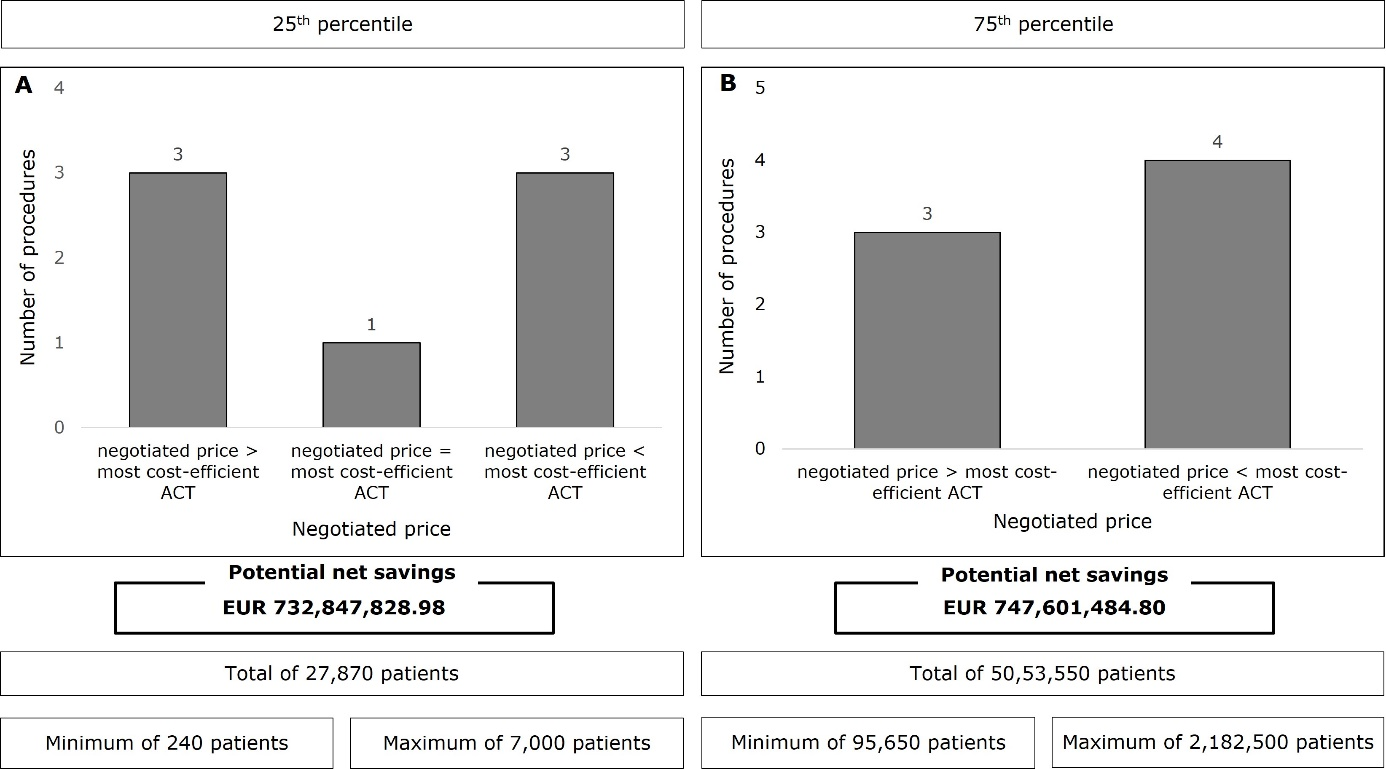 25th percentile
75th percentile
A
4
3
2
1
0
Number of procedures
3
1
3
negotiated price >
most cost-efficient
ACT
negotiated price =
most cost-efficient
ACT
negotiated price <
most cost-efficient
ACT
Negotiated price
B
5
4
3
2
1
0
Number of procedures
3
4
negotiated price > most cost-
efficient ACT
negotiated price < most cost-
efficient ACT
Negotiated price
Potential net savings
EUR 732,847,828.98
Potential net savings
EUR 747,601,484.80
Total of 27,870 patients
Total of 50,53,550 patients
Minimum of 240 patients
Maximum of 7,000 patients
Minimum of 95,650 patients
Maximum of 2,182,500 patients